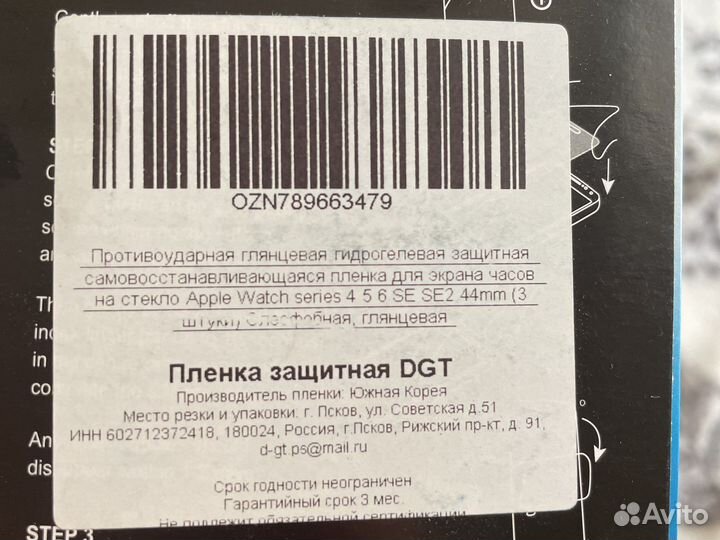 OZN789663479
Противоударная глянцевая гидрогелевая защитная
самовосстанавливающаяся пленка для экрана часов
на стекло Apple Watch series 4 5 6 SE SE2 44mm (3
штуки) Олеофобная, глянцевая
Пленка защитная DGT
Производитель пленки: Южная Корея
Место резки и упаковки. г. Псков, ул. Советская д.51
ИНН 602712372418, 180024, Россия, г.Псков, Рижский пр-кт, д. 91,
d-gt.ps@mail.ru
Срок годности неограничен
Гарантийный срок 3 мес.
Не подлежит обязательной сертификации
An
STEP 3
Avito